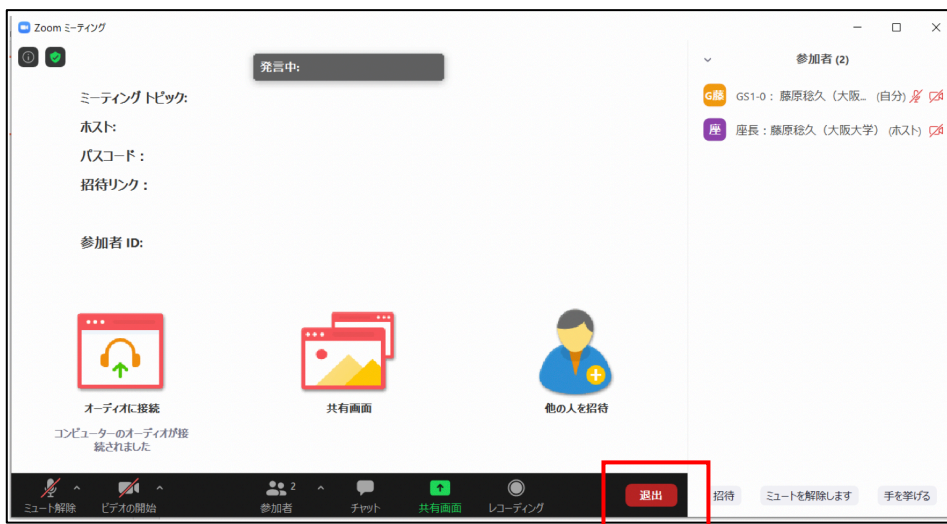 Zoom ミーティング
発言中:
ミーティング トピック:
ホスト:
パスコード：
招待リンク：
参加者 ID:
オーディオに接続
コンピューターのオーディオが接
続されました
共有画面
他の人を招待
参加者 (2)
G藤 GS1-0： 藤原稔久（大阪... (自分)
座 座長：藤原稔久（大阪大学） (ホスト)
ミュート解除
ビデオの開始
2
参加者
チャット
共有画面
レコーディング
退出
招待
ミュートを解除します
手を挙げる